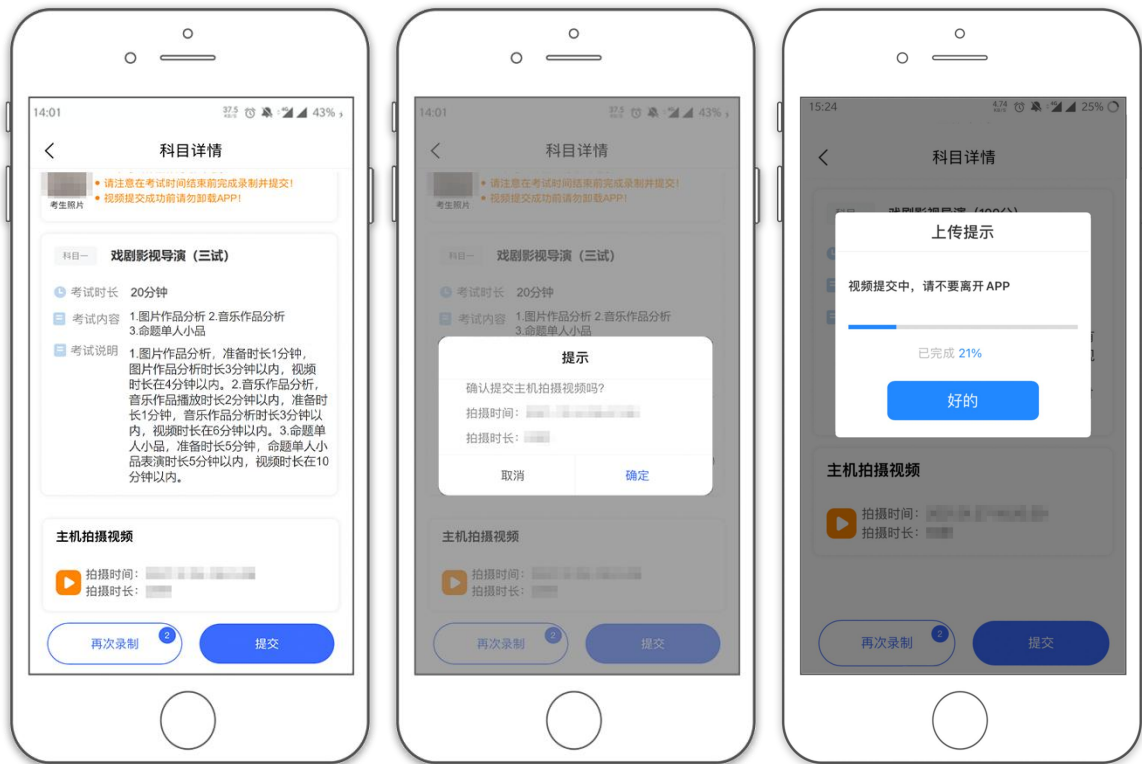 14:01
37.5
KB/S
43%
科目详情
• 请注意在考试时间结束前完成录制并提交!
• 视频提交成功前请勿卸载APP!
考生照片
科目一
戏剧影视导演(三试)
考试时长 20分钟
考试内容 1.图片作品分析 2.音乐作品分析
3.命题单人小品
考试说明 1.图片作品分析,准备时长1分钟,
图片作品分析时长3分钟以内,视频
时长在4分钟以内。2.音乐作品分析,
音乐作品播放时长2分钟以内,准备时
长1分钟,音乐作品分析时长3分钟以
内,视频时长在6分钟以内。3.命题单
人小品,准备时长5分钟,命题单人小
品表演时长5分钟以内,视频时长在10
分钟以内。
主机拍摄视频
拍摄时间:
拍摄时长:
再次录制
2
提交
14:01
37.5
KB/S
43%
科目详情
• 请注意在考试时间结束前完成录制并提交!
• 视频提交成功前请勿卸载APP!
考生照片
科目一
戏剧影视导演(三试)
考试时长 20分钟
考试内容 1.图片作品分析 2.音乐作品分析
3.命题单人小品
提示
确认提交主机拍摄视频吗?
拍摄时间:
拍摄时长:
取消
确定
主机拍摄视频
拍摄时间:
拍摄时长:
再次录制
2
提交
15:24
4.74
KB/S
25%
科目详情
上传提示
视频提交中,请不要离开APP
已完成 21%
好的
主机拍摄视频
拍摄时间:
拍摄时长:
再次录制
2
提交